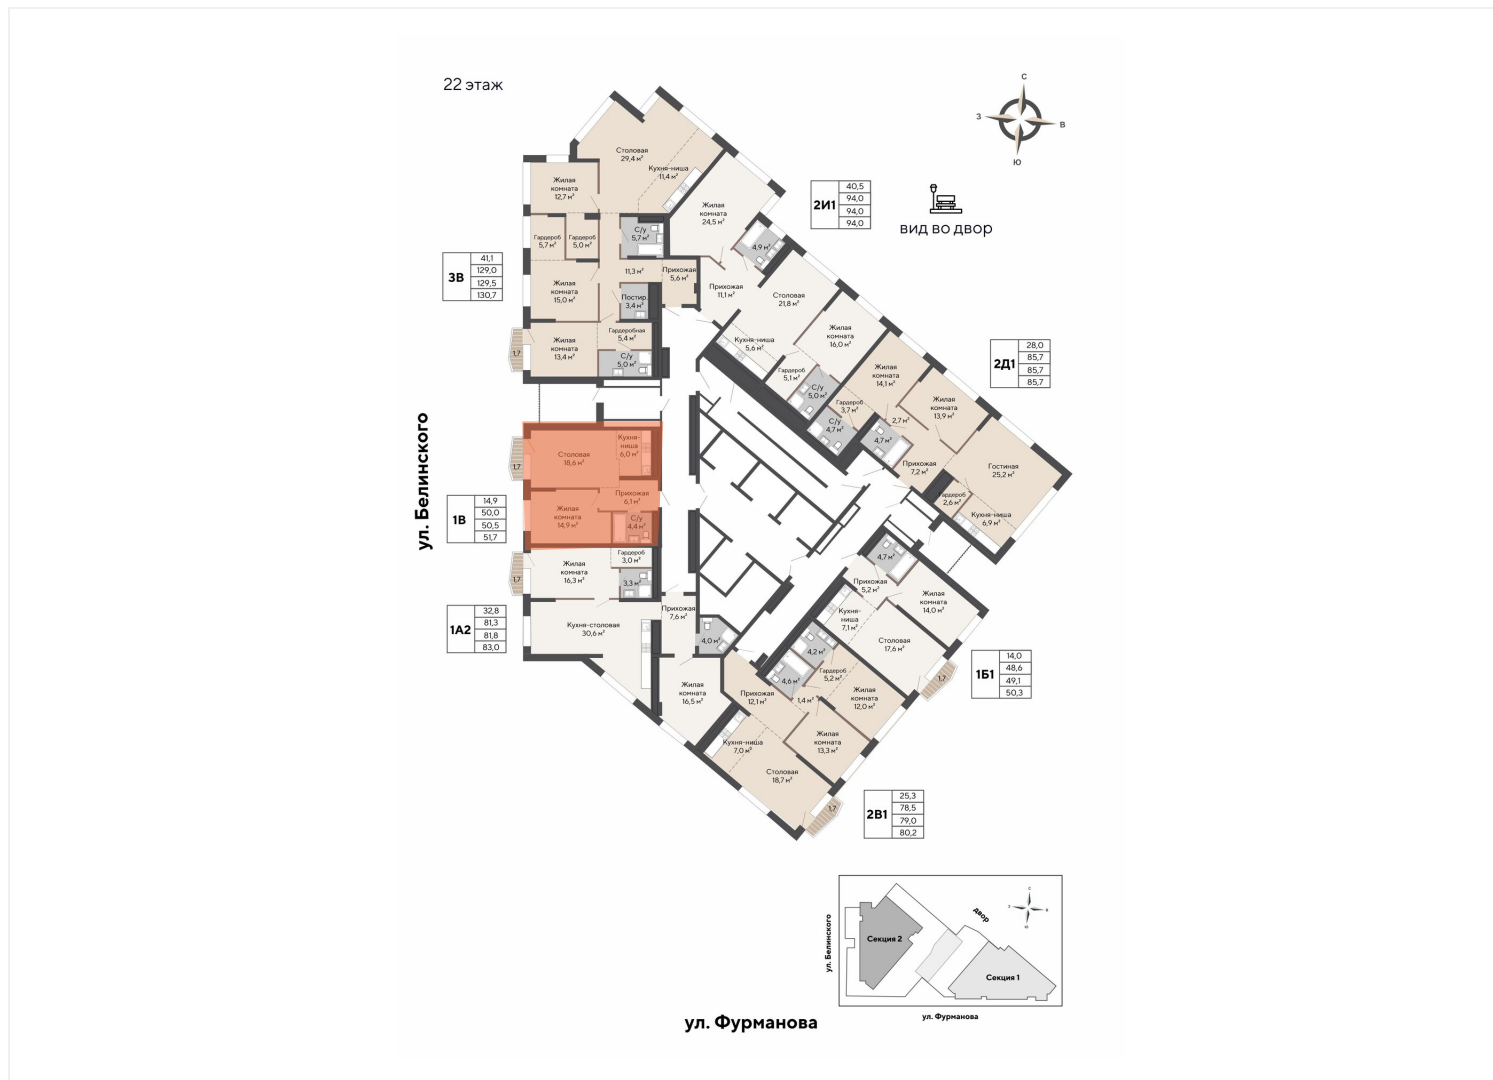 22 этаж
С
З
В
Ю
Столовая
29,4 м²
Кухня-ниша
11,4 м²
Жилая
комната
12,7 м²
Жилая
комната
24,5 м²
2И1
40,5
94,0
94,0
94,0
вид во двор
С/у
5,7 м²
Гардероб
5,7 м²
Гардероб
5,0 м²
4,9 м²
3В
41,1
129,0
129,5
130,7
11,3 м²
Прихожая
5,6 м²
Жилая
комната
15,0 м²
Постир.
3,4 м²
Прихожая
11,1 м²
Столовая
21,8 м²
Жилая
комната
16,0 м²
Кухня-ниша
5,6 м²
Жилая
комната
13,4 м²
Гардеробная
5,4 м²
С/у
5,0 м²
1,7
Гардероб
5,1 м²
С/у
5,0 м²
Жилая
комната
14,1 м²
2Д1
28,0
85,7
85,7
85,7
Гардероб
3,7 м²
С/у
4,7 м²
2,7 м²
Жилая
комната
13,9 м²
4,7 м²
Прихожая
7,2 м²
Гостиная
25,2 м²
Гардероб
2,6 м²
Кухня-ниша
6,9 м²
ул. Белинского
1,7
Столовая
18,6 м²
Кухня-
ниша
6,0 м²
Прихожая
6,1 м²
Жилая
комната
14,9 м²
С/у
4,4 м²
1В
14,9
50,0
50,5
51,7
1,7
Жилая
комната
16,3 м²
Гардероб
3,0 м²
3,3 м²
4,7 м²
Прихожая
5,2 м²
Жилая
комната
14,0 м²
Кухня-
ниша
7,1 м²
Столовая
17,6 м²
1А2
32,8
81,3
81,8
83,0
Прихожая
7,6 м²
Кухня-столовая
30,6 м²
4,0 м²
4,2 м²
4,6 м²
Гардероб
5,2 м²
1,7
1Б1
14,0
48,6
49,1
50,3
Жилая
комната
16,5 м²
Прихожая
12,1 м²
1,4 м²
Жилая
комната
12,0 м²
Кухня-ниша
7,0 м²
Жилая
комната
13,3 м²
Столовая
18,7 м²
1,7
2В1
25,3
78,5
79,0
80,2
ул. Белинского
Секция 2
двор
С
З
В
Ю
Секция 1
ул. Фурманова
ул. Фурманова